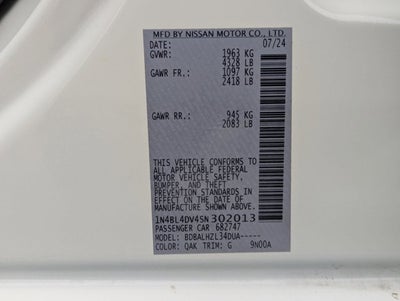 MFD BY NISSAN MOTOR CO., LTD.
DATE: 07/24
GVWR: 1963 KG
4328 LB
GAWR FR.: 1097 KG
2418 LB
GAWR RR.: 945 KG
2083 LB
THIS VEHICLE CONFORMS TO
ALL APPLICABLE FEDERAL
MOTOR VEHICLE SAFETY,
BUMPER, AND THEFT
PREVENTION STANDARDS IN
EFFECT ON THE DATE OF
MANUFACTURE SHOWN ABOVE.
1N4BL4DV4SN302013
PASSENGER CAR 682747
MODEL: BDBALHZL34DUA-----
COLOR: QAK TRIM: G 9N00A